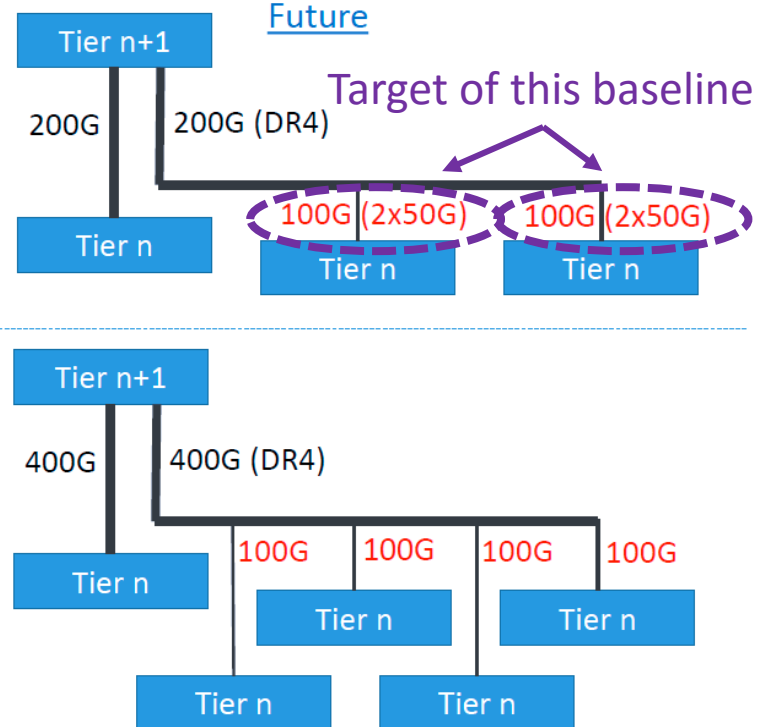 Future
Tier n+1
Target of this baseline
200G
200G (DR4)
100G (2x50G)
100G (2x50G)
Tier n
Tier n
Tier n
Tier n+1
400G
400G (DR4)
100G
100G
100G
100G
Tier n
Tier n
Tier n
Tier n
Tier n